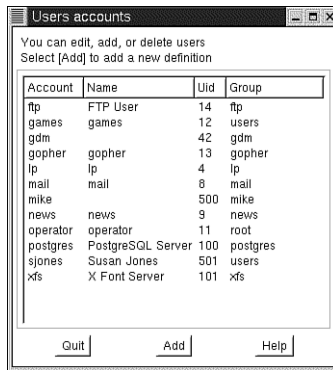 Users accounts
You can edit, add, or delete users
Select [Add] to add a new definition
Account Name Uid Group
ftp FTP User 14 ftp
games games 12 users
gdm 42 gdm
gopher gopher 13 gopher
lp lp 4 lp
mail mail 8 mail
mike 500 mike
news news 9 news
operator operator 11 root
postgres PostgreSQL Server 100 postgres
sjones Susan Jones 501 users
xfs X Font Server 101 xfs
Quit Add Help